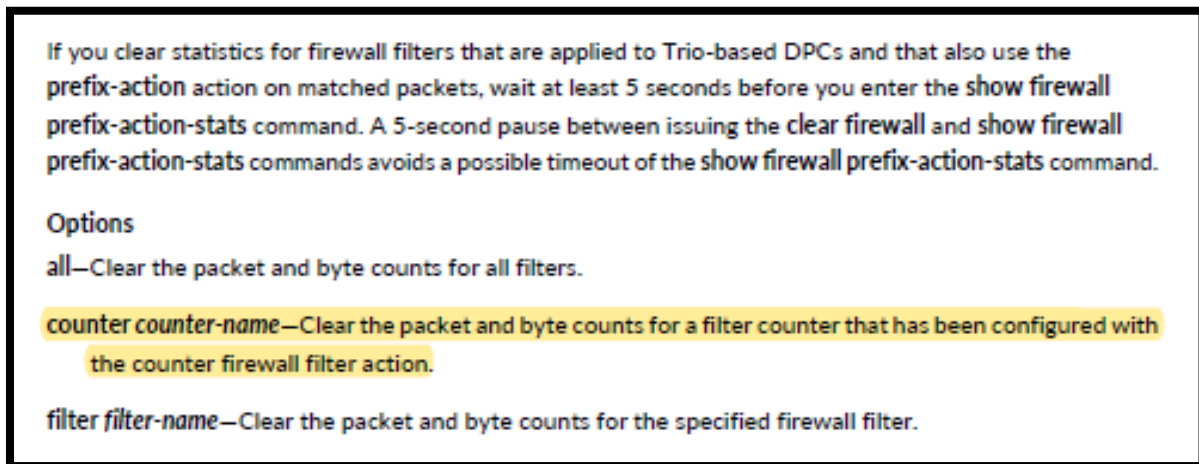 If you clear statistics for firewall filters that are applied to Trio-based DPCs and that also use the
prefix-action action on matched packets, wait at least 5 seconds before you enter the show firewall
prefix-action-stats command. A 5-second pause between issuing the clear firewall and show firewall
prefix-action-stats commands avoids a possible timeout of the show firewall prefix-action-stats command.
Options
all—Clear the packet and byte counts for all filters.
counter counter-name—Clear the packet and byte counts for a filter counter that has been configured with
the counter firewall filter action.
filter filter-name—Clear the packet and byte counts for the specified firewall filter.